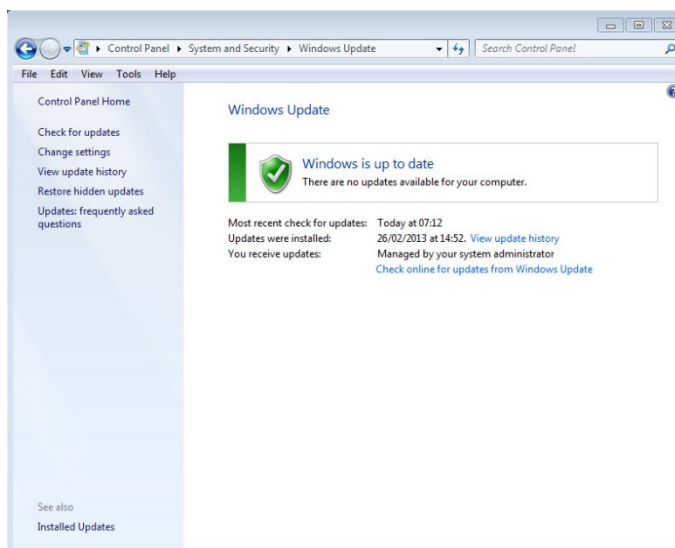 Control Panel ▸ System and Security ▸ Windows Update
Search Control Panel
File Edit View Tools Help
Control Panel Home
Check for updates
Change settings
View update history
Restore hidden updates
Updates: frequently asked
questions
Windows Update
Windows is up to date
There are no updates available for your computer.
Most recent check for updates: Today at 07:12
Updates were installed: 26/02/2013 at 14:52. View update history
You receive updates: Managed by your system administrator
Check online for updates from Windows Update
See also
Installed Updates